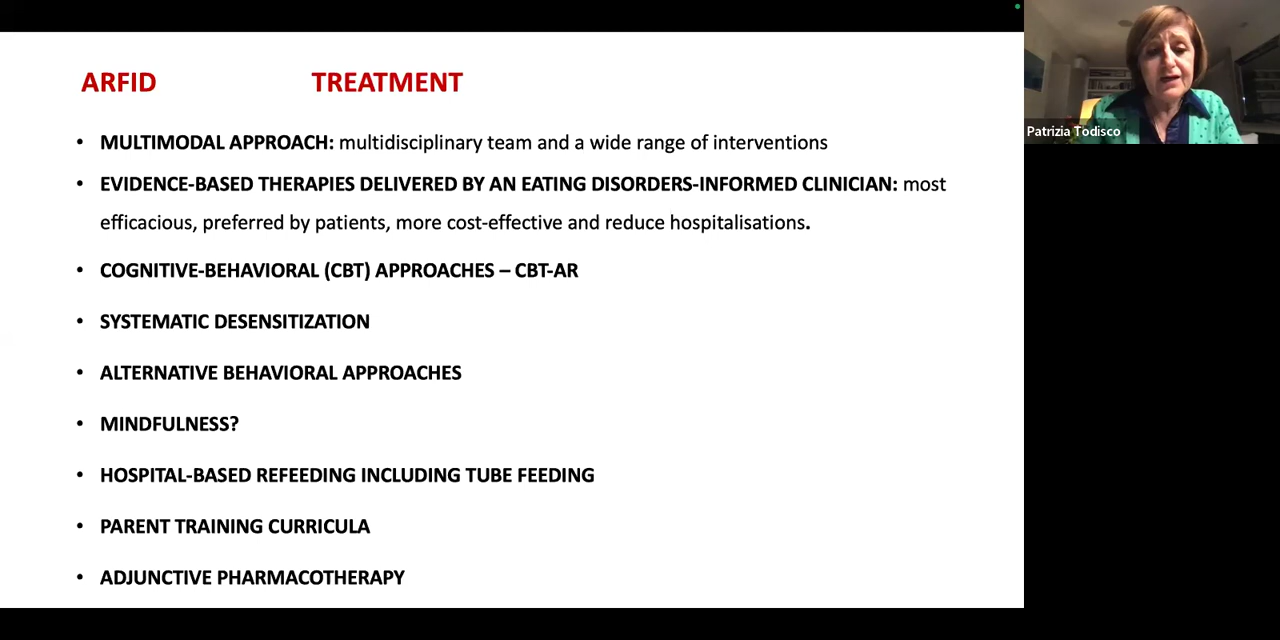 ARFID TREATMENT
• MULTIMODAL APPROACH: multidisciplinary team and a wide range of interventions
• EVIDENCE-BASED THERAPIES DELIVERED BY AN EATING DISORDERS-INFORMED CLINICIAN: most
efficacious, preferred by patients, more cost-effective and reduce hospitalisations.
• COGNITIVE-BEHAVIORAL (CBT) APPROACHES – CBT-AR
• SYSTEMATIC DESENSITIZATION
• ALTERNATIVE BEHAVIORAL APPROACHES
• MINDFULNESS?
• HOSPITAL-BASED REFEEDING INCLUDING TUBE FEEDING
• PARENT TRAINING CURRICULA
• ADJUNCTIVE PHARMACOTHERAPY
Patrizia Todisco